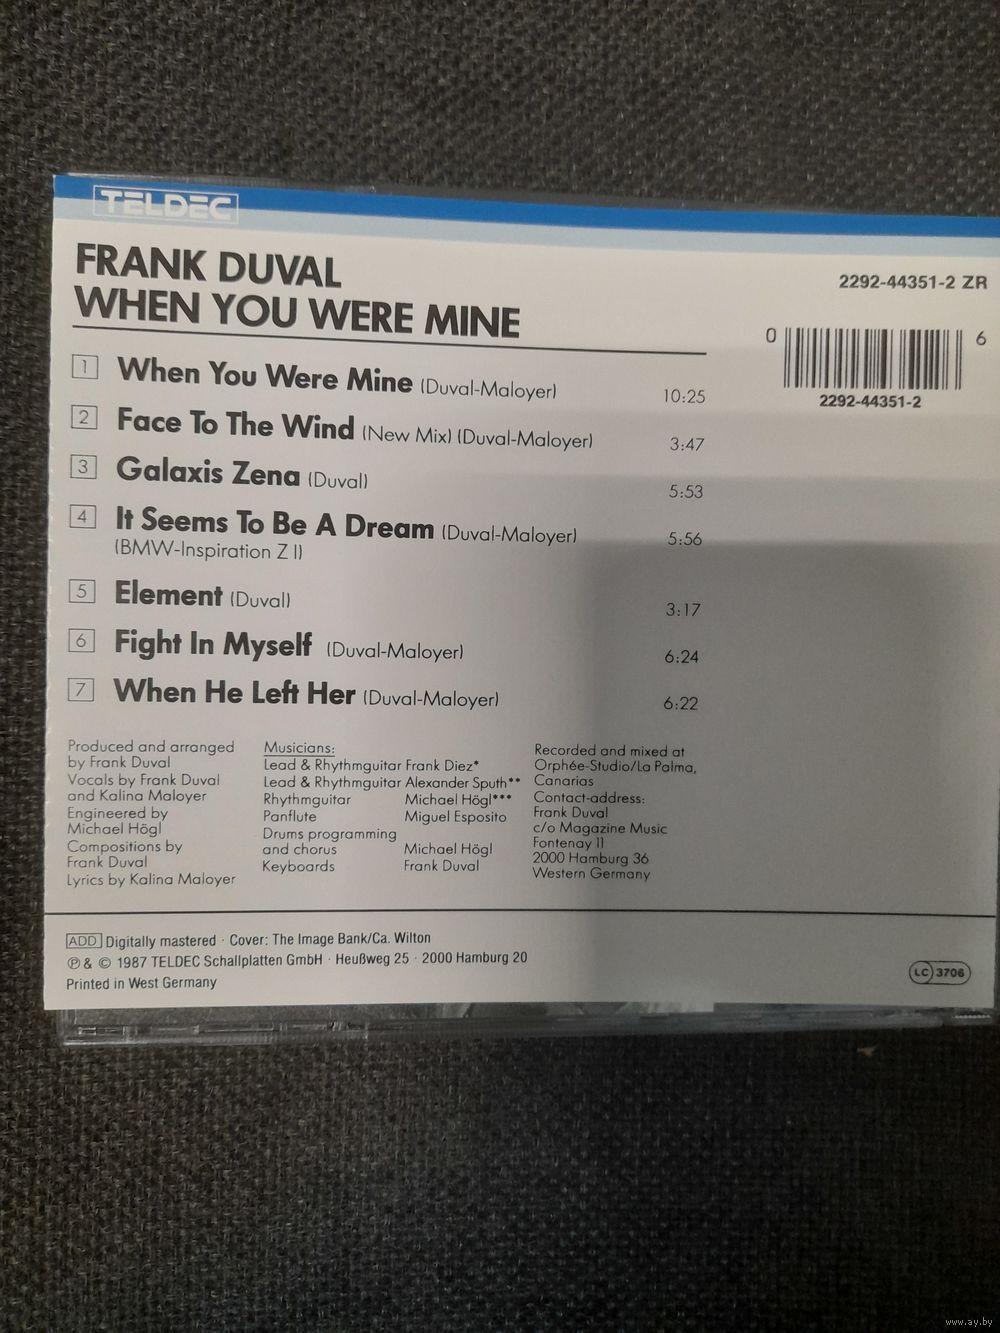 TELDEC
FRANK DUVAL
WHEN YOU WERE MINE
2292-44351-2 ZR
0 6
2292-44351-2
1 When You Were Mine (Duval-Maloyer) 10:25
2 Face To The Wind (New Mix) (Duval-Maloyer) 3:47
3 Galaxis Zena (Duval) 5:53
4 It Seems To Be A Dream (Duval-Maloyer) 5:56
(BMW-Inspiration Z I)
5 Element (Duval) 3:17
6 Fight In Myself (Duval-Maloyer) 6:24
7 When He Left Her (Duval-Maloyer) 6:22
Produced and arranged
by Frank Duval
Vocals by Frank Duval
and Kalina Maloyer
Engineered by
Michael Högl
Compositions by
Frank Duval
Lyrics by Kalina Maloyer
Musicians:
Lead & Rhythmguitar Frank Diez*
Lead & Rhythmguitar Alexander Sputh**
Rhythmguitar Michael Högl***
Panflute Miguel Esposito
Drums programming
and chorus Michael Högl
Keyboards Frank Duval
Recorded and mixed at
Orphée-Studio/La Palma,
Canarias
Contact-address:
Frank Duval
c/o Magazine Music
Fontenay 11
2000 Hamburg 36
Western Germany
ADD Digitally mastered · Cover: The Image Bank/Ca. Wilton
℗ & © 1987 TELDEC Schallplatten GmbH · Heußweg 25 · 2000 Hamburg 20
Printed in West Germany
LC 3706
www.ay.by